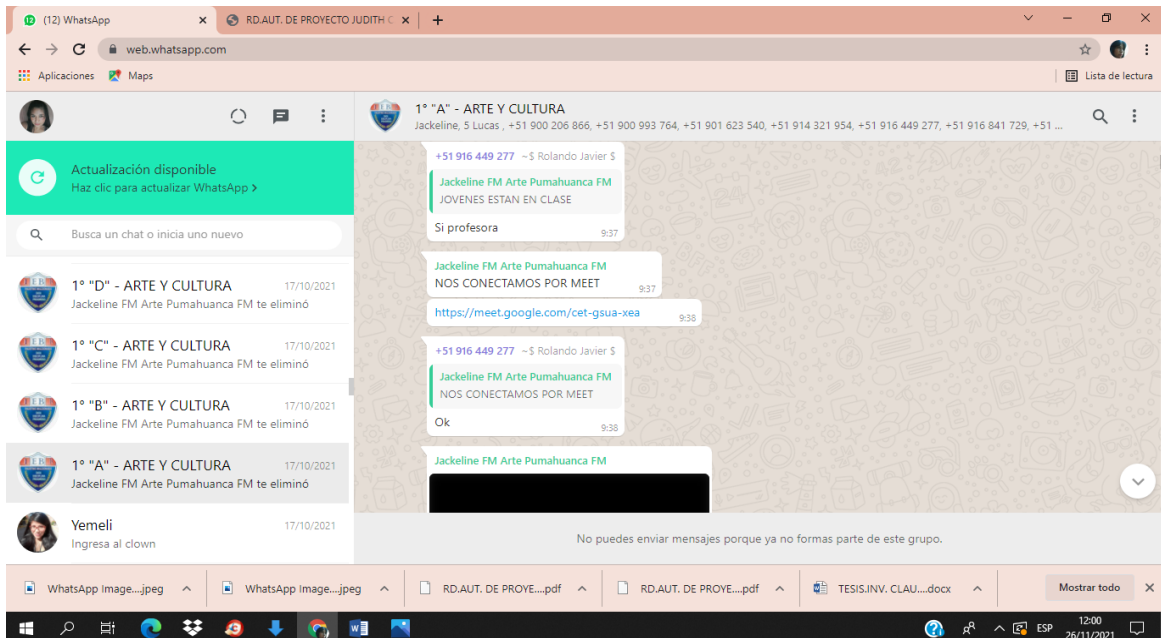 (12) WhatsApp
RD.AUT. DE PROYECTO JUDITH C
web.whatsapp.com
Aplicaciones Maps Lista de lectura
1° "A" - ARTE Y CULTURA
Jackeline, 5 Lucas , +51 900 206 866, +51 900 993 764, +51 901 623 540, +51 914 321 954, +51 916 449 277, +51 916 841 729, +51 ...
Actualización disponible
Haz clic para actualizar WhatsApp >
Busca un chat o inicia uno nuevo
1° "D" - ARTE Y CULTURA 17/10/2021
Jackeline FM Arte Pumahuanca FM te eliminó
1° "C" - ARTE Y CULTURA 17/10/2021
Jackeline FM Arte Pumahuanca FM te eliminó
1° "B" - ARTE Y CULTURA 17/10/2021
Jackeline FM Arte Pumahuanca FM te eliminó
1° "A" - ARTE Y CULTURA 17/10/2021
Jackeline FM Arte Pumahuanca FM te eliminó
Yemeli 17/10/2021
Ingresa al clown
+51 916 449 277 ~$ Rolando Javier $
Jackeline FM Arte Pumahuanca FM
JOVENES ESTAN EN CLASE
Si profesora 9:37
Jackeline FM Arte Pumahuanca FM
NOS CONECTAMOS POR MEET 9:37
https://meet.google.com/cet-gsua-xea 9:38
+51 916 449 277 ~$ Rolando Javier $
Jackeline FM Arte Pumahuanca FM
NOS CONECTAMOS POR MEET
Ok 9:38
Jackeline FM Arte Pumahuanca FM
No puedes enviar mensajes porque ya no formas parte de este grupo.
WhatsApp Image....jpeg WhatsApp Image....jpeg RD.AUT. DE PROYE....pdf RD.AUT. DE PROYE....pdf TESIS.INV. CLAU....docx Mostrar todo
ESP 12:00
26/11/2021